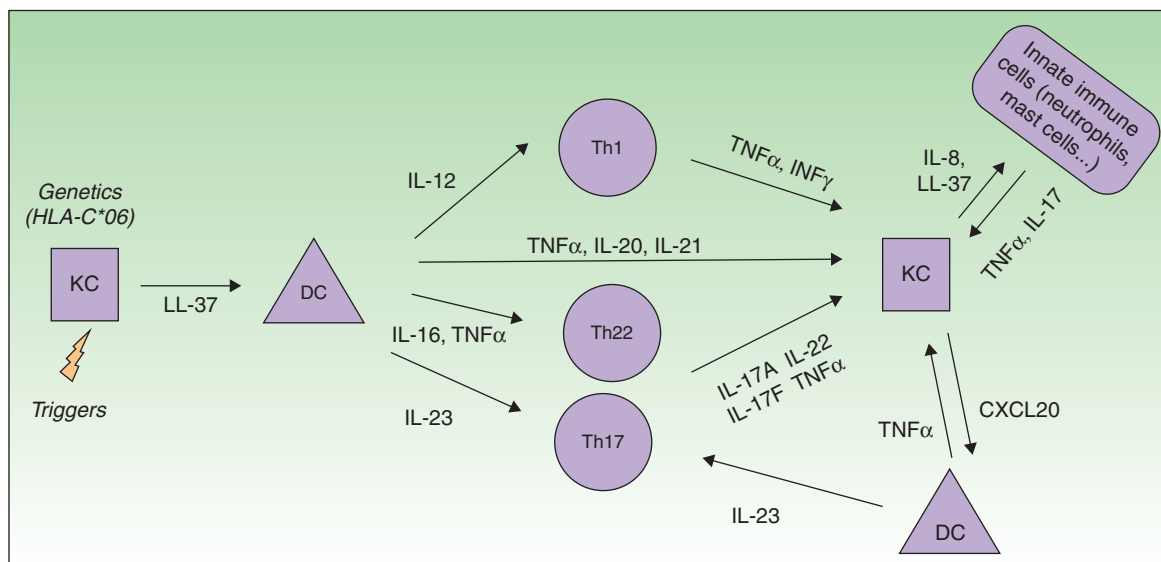 Genetics
(HLA-C*06)
KC
Triggers
LL-37
DC
IL-12
TNFα, IL-20, IL-21
IL-16, TNFα
IL-23
Th1
Th22
Th17
TNFα, INFγ
IL-17A IL-22
IL-17F TNFα
KC
IL-8,
LL-37
Innate immune
cells (neutrophils,
mast cells...)
TNFα, IL-17
TNFα
CXCL20
IL-23
DC